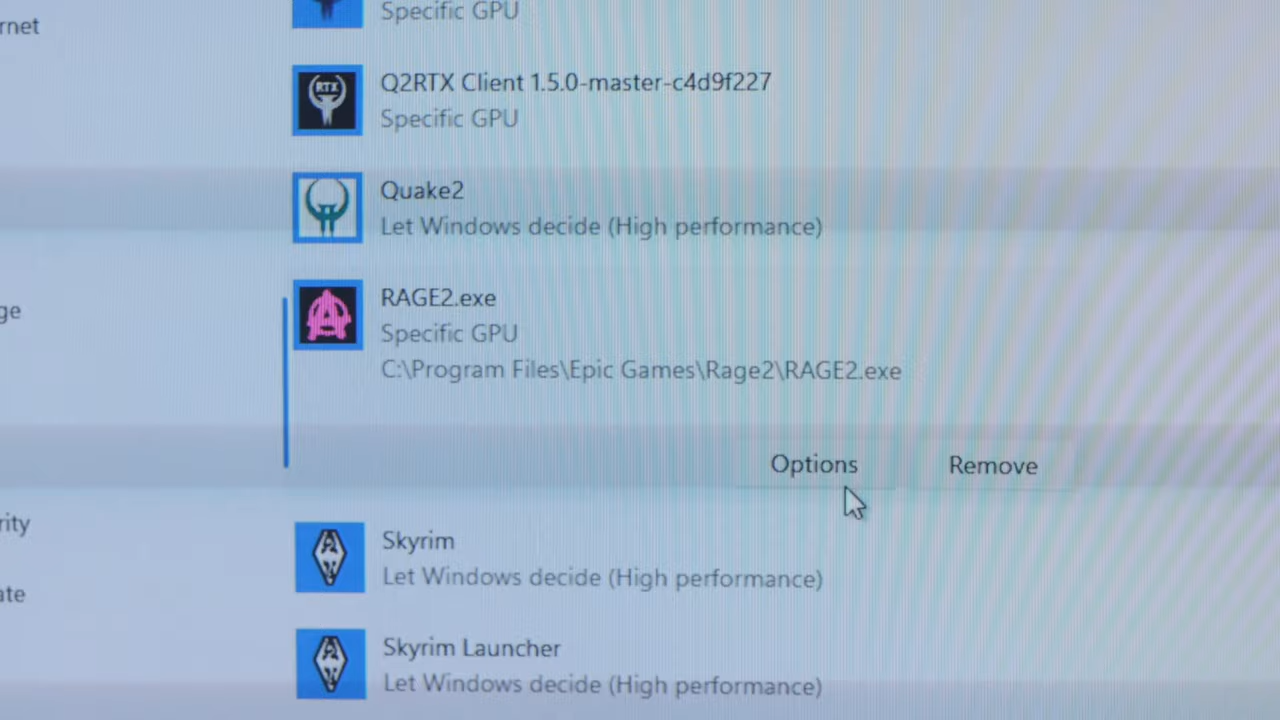 rnet
Specific GPU
RTX
Q2RTX Client 1.5.0-master-c4d9f227
Specific GPU
Quake2
Let Windows decide (High performance)
ge
RAGE2.exe
Specific GPU
C:\Program Files\Epic Games\Rage2\RAGE2.exe
Options
Remove
rity
Skyrim
Let Windows decide (High performance)
ate
Skyrim Launcher
Let Windows decide (High performance)